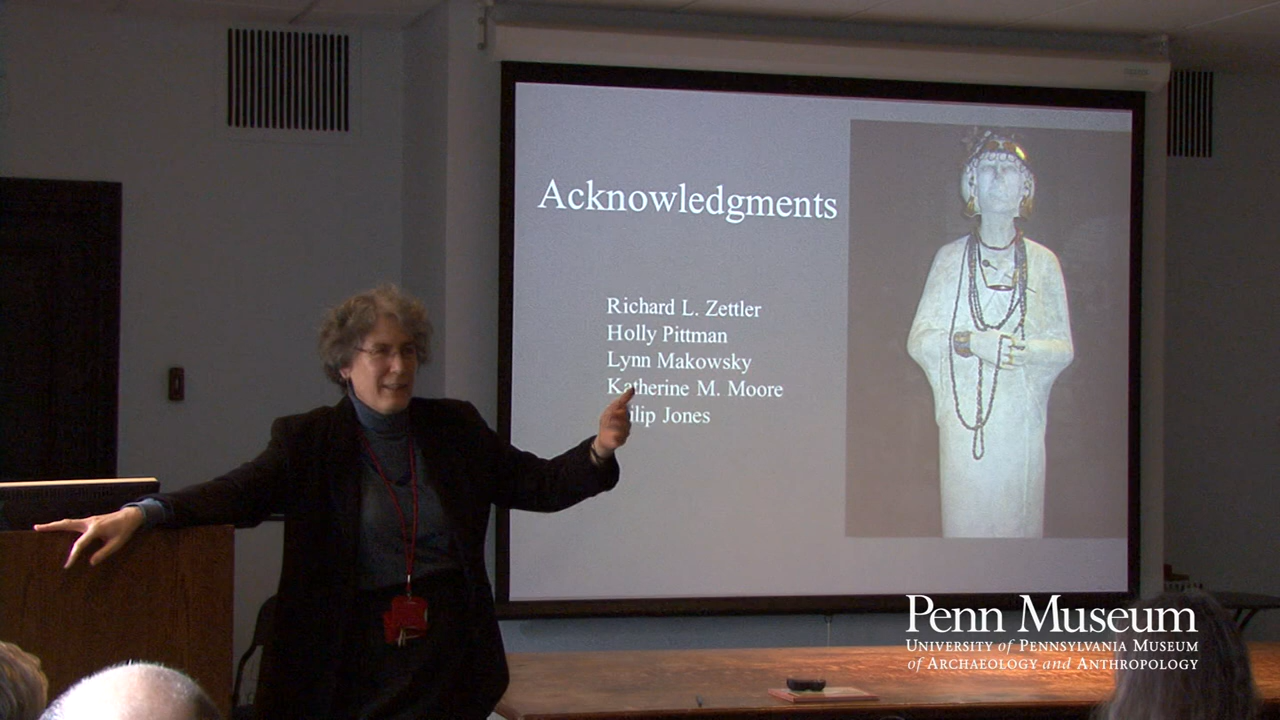 Acknowledgments
Richard L. Zettler
Holly Pittman
Lynn Makowsky
Katherine M. Moore
ilip Jones
Penn Museum
University of Pennsylvania Museum
of Archaeology and Anthropology